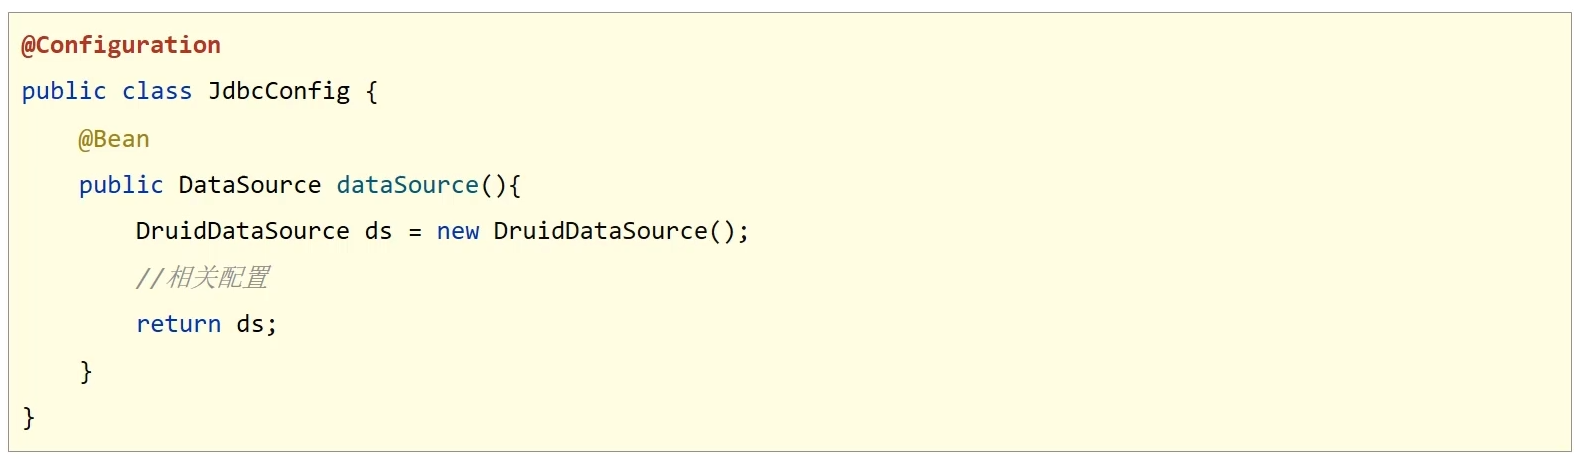 @Configuration
public class JdbcConfig {
    @Bean
    public DataSource dataSource(){
        DruidDataSource ds = new DruidDataSource();
        //相关配置
        return ds;
    }
}